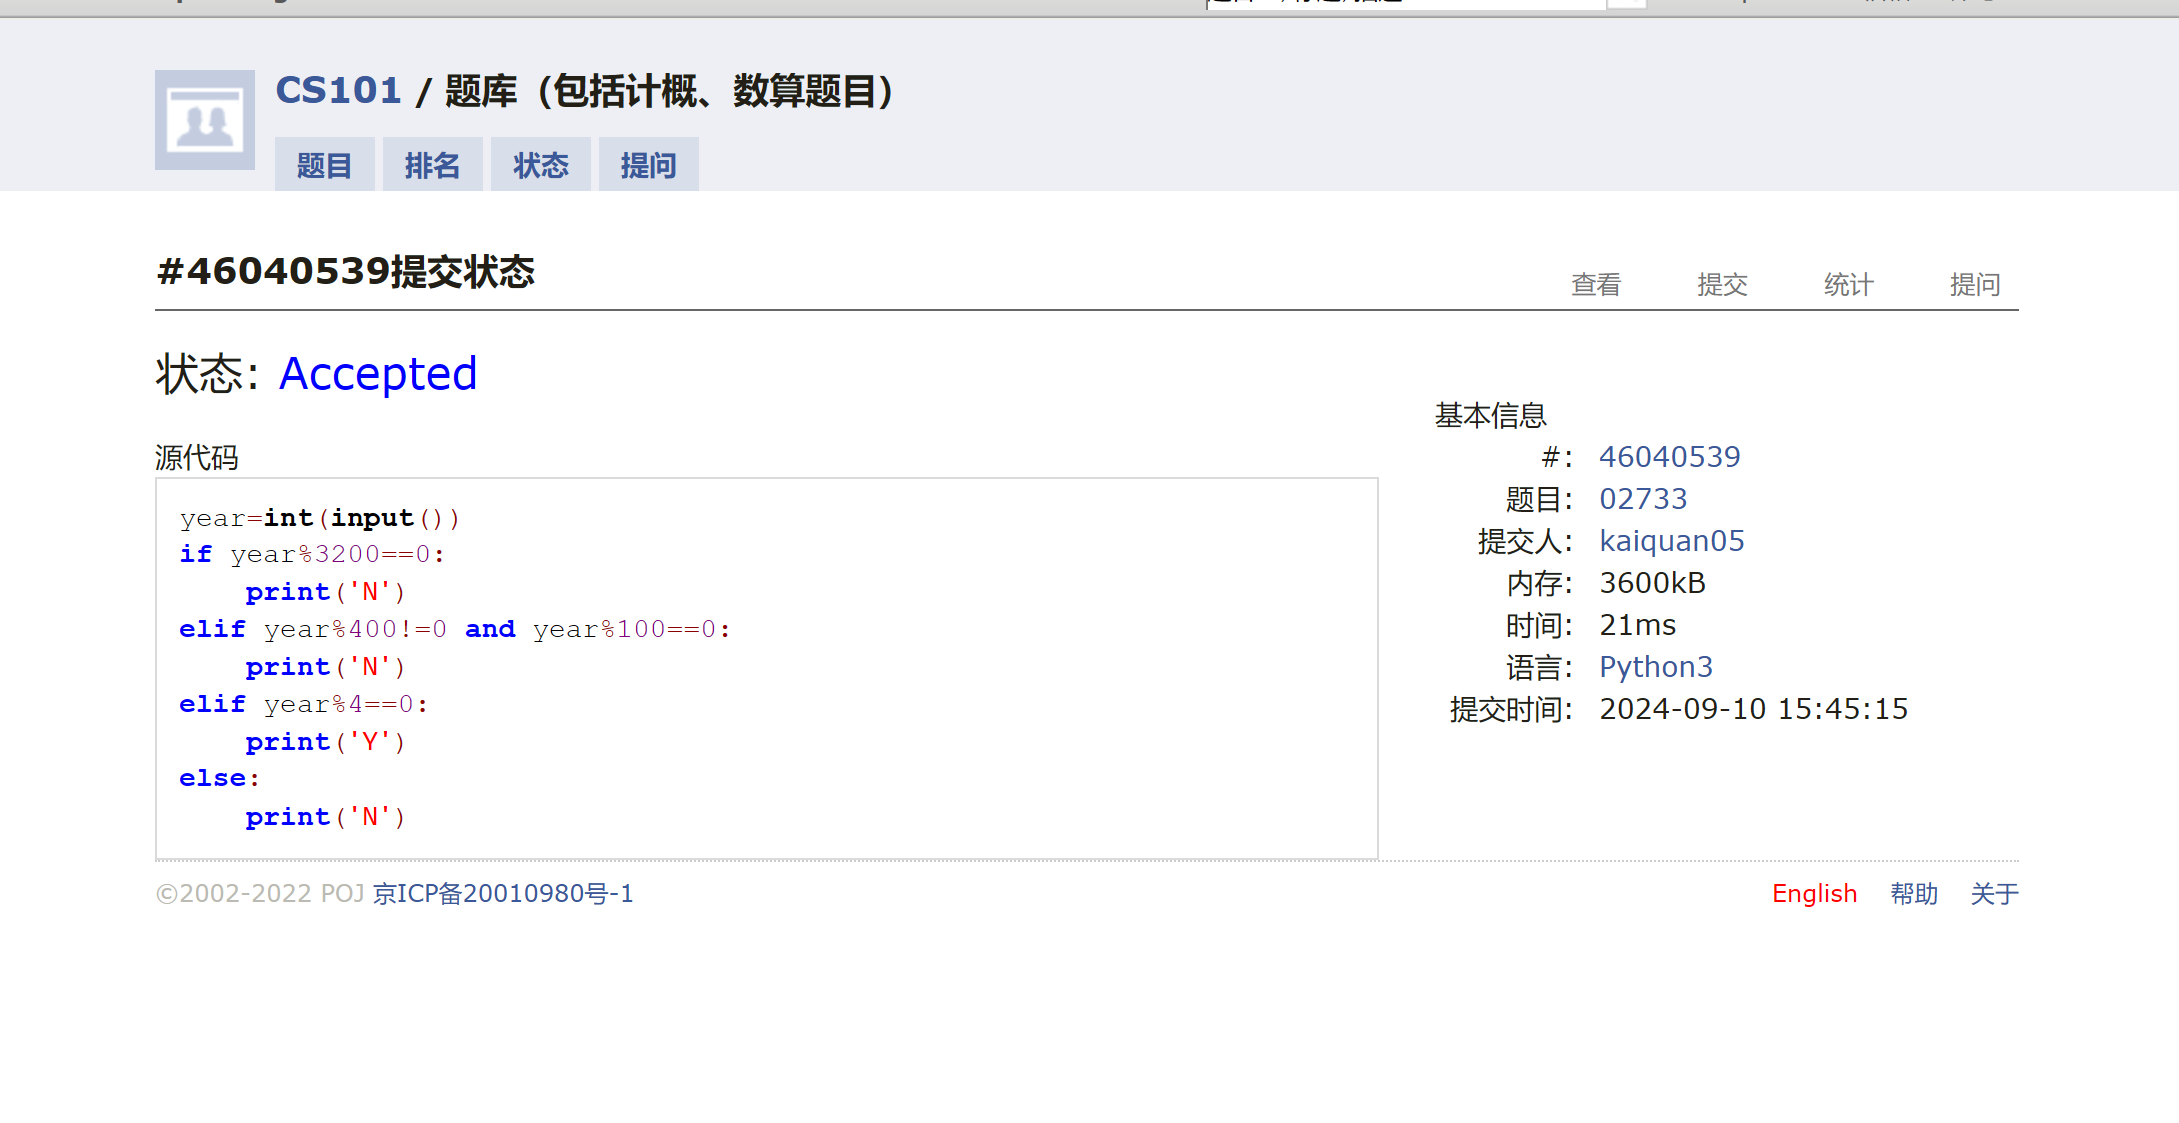 CS101 / 题库（包括计概、数算题目）
题目 排名 状态 提问
#46040539提交状态
查看 提交 统计 提问
状态: Accepted
源代码
year=int(input())
if year%3200==0:
    print('N')
elif year%400!=0 and year%100==0:
    print('N')
elif year%4==0:
    print('Y')
else:
    print('N')
基本信息
#: 46040539
题目: 02733
提交人: kaiquan05
内存: 3600kB
时间: 21ms
语言: Python3
提交时间: 2024-09-10 15:45:15
©2002-2022 POJ 京ICP备20010980号-1
English 帮助 关于